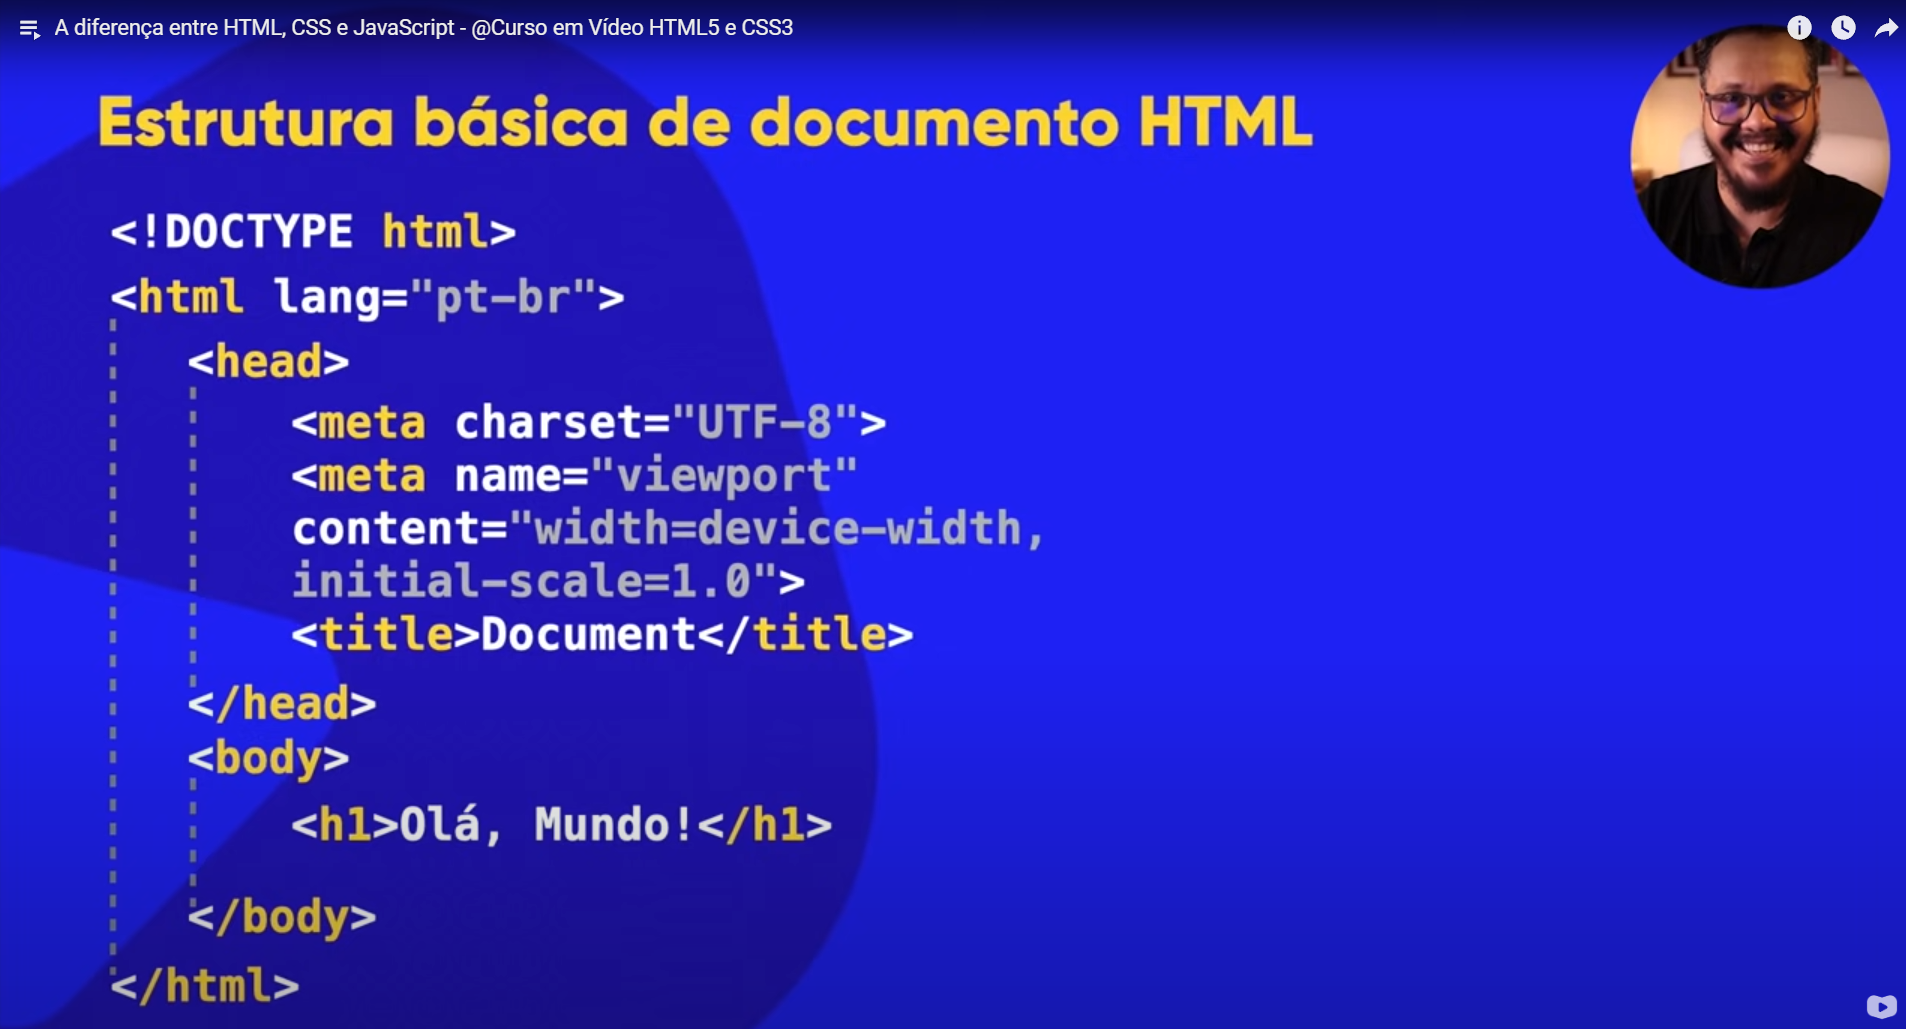 A diferença entre HTML, CSS e JavaScript - @Curso em Vídeo HTML5 e CSS3
Estrutura básica de documento HTML
<!DOCTYPE html>
<html lang="pt-br">
<head>
<meta charset="UTF-8">
<meta name="viewport"
content="width=device-width,
initial-scale=1.0">
<title>Document</title>
</head>
<body>
<h1>Olá, Mundo!</h1>
</body>
</html>